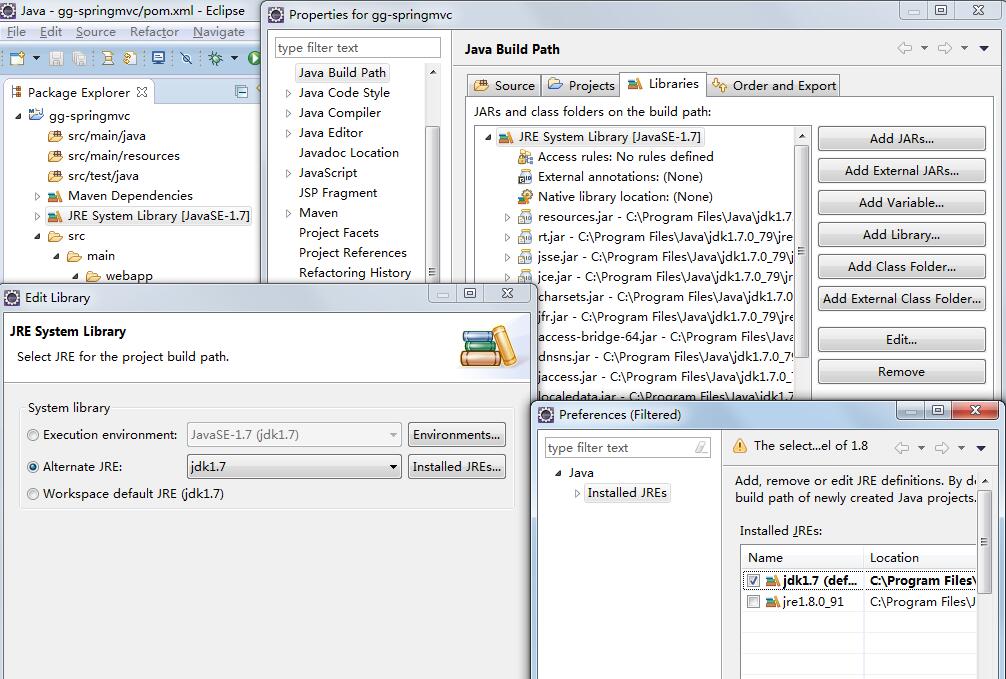 Java - gg-springmvc/pom.xml - Eclipse
File Edit Source Refactor Navigate
Package Explorer
gg-springmvc
src/main/java
src/main/resources
src/test/java
Maven Dependencies
JRE System Library [JavaSE-1.7]
src
main
webapp
Properties for gg-springmvc
type filter text
Java Build Path
Java Code Style
Java Compiler
Java Editor
Javadoc Location
JavaScript
JSP Fragment
Maven
Project Facets
Project References
Refactoring History
Java Build Path
Source Projects Libraries Order and Export
JARs and class folders on the build path:
JRE System Library [JavaSE-1.7]
Access rules: No rules defined
External annotations: (None)
Native library location: (None)
resources.jar - C:\Program Files\Java\jdk1.7.
rt.jar - C:\Program Files\Java\jdk1.7.0_79\jre
jsse.jar - C:\Program Files\Java\jdk1.7.0_79\j
jce.jar - C:\Program Files\Java\jdk1.7.0_79\jr
charsets.jar - C:\Program Files\Java\jdk1.7.0
jfr.jar - C:\Program Files\Java\jdk1.7.0_79\jr
access-bridge-64.jar - C:\Program Files\Java
dnsns.jar - C:\Program Files\Java\jdk1.7.0_79
jaccess.jar - C:\Program Files\Java\jdk1.7.0_
localedata.jar - C:\Program Files\Java\jdk1.7
Add JARs...
Add External JARs...
Add Variable...
Add Library...
Add Class Folder...
Add External Class Folder...
Edit...
Remove
Edit Library
JRE System Library
Select JRE for the project build path.
System library
Execution environment: JavaSE-1.7 (jdk1.7) Environments...
Alternate JRE: jdk1.7 Installed JREs...
Workspace default JRE (jdk1.7)
Preferences (Filtered)
type filter text
Java
Installed JREs
The select...el of 1.8
Add, remove or edit JRE definitions. By de
build path of newly created Java projects.
Installed JREs:
Name Location
jdk1.7 (def... C:\Program Files\
jre1.8.0_91 C:\Program Files\J